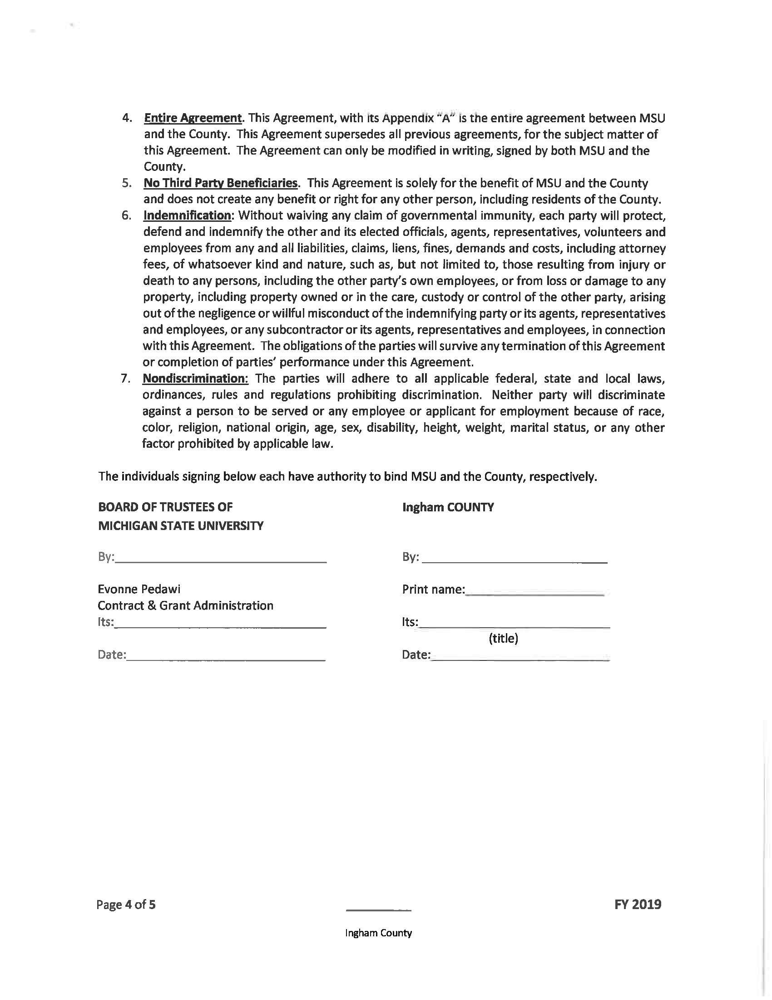 4. Entire Agreement. This Agreement, with its Appendix "A" is the entire agreement between MSU
and the County. This Agreement supersedes all previous agreements, for the subject matter of
this Agreement. The Agreement can only be modified in writing, signed by both MSU and the
County.
5. No Third Party Beneficiaries. This Agreement is solely for the benefit of MSU and the County
and does not create any benefit or right for any other person, including residents of the County.
6. Indemnification: Without waiving any claim of governmental immunity, each party will protect,
defend and indemnify the other and its elected officials, agents, representatives, volunteers and
employees from any and all liabilities, claims, liens, fines, demands and costs, including attorney
fees, of whatsoever kind and nature, such as, but not limited to, those resulting from injury or
death to any persons, including the other party's own employees, or from loss or damage to any
property, including property owned or in the care, custody or control of the other party, arising
out of the negligence or willful misconduct of the indemnifying party or its agents, representatives
and employees, or any subcontractor or its agents, representatives and employees, in connection
with this Agreement. The obligations of the parties will survive any termination of this Agreement
or completion of parties' performance under this Agreement.
7. Nondiscrimination: The parties will adhere to all applicable federal, state and local laws,
ordinances, rules and regulations prohibiting discrimination. Neither party will discriminate
against a person to be served or any employee or applicant for employment because of race,
color, religion, national origin, age, sex, disability, height, weight, marital status, or any other
factor prohibited by applicable law.
The individuals signing below each have authority to bind MSU and the County, respectively.
BOARD OF TRUSTEES OF
MICHIGAN STATE UNIVERSITY
By:
Evonne Pedawi
Contract & Grant Administration
Its:
Date:
Ingham COUNTY
By:
Print name:
Its:
(title)
Date:
Page 4 of 5
FY 2019
Ingham County